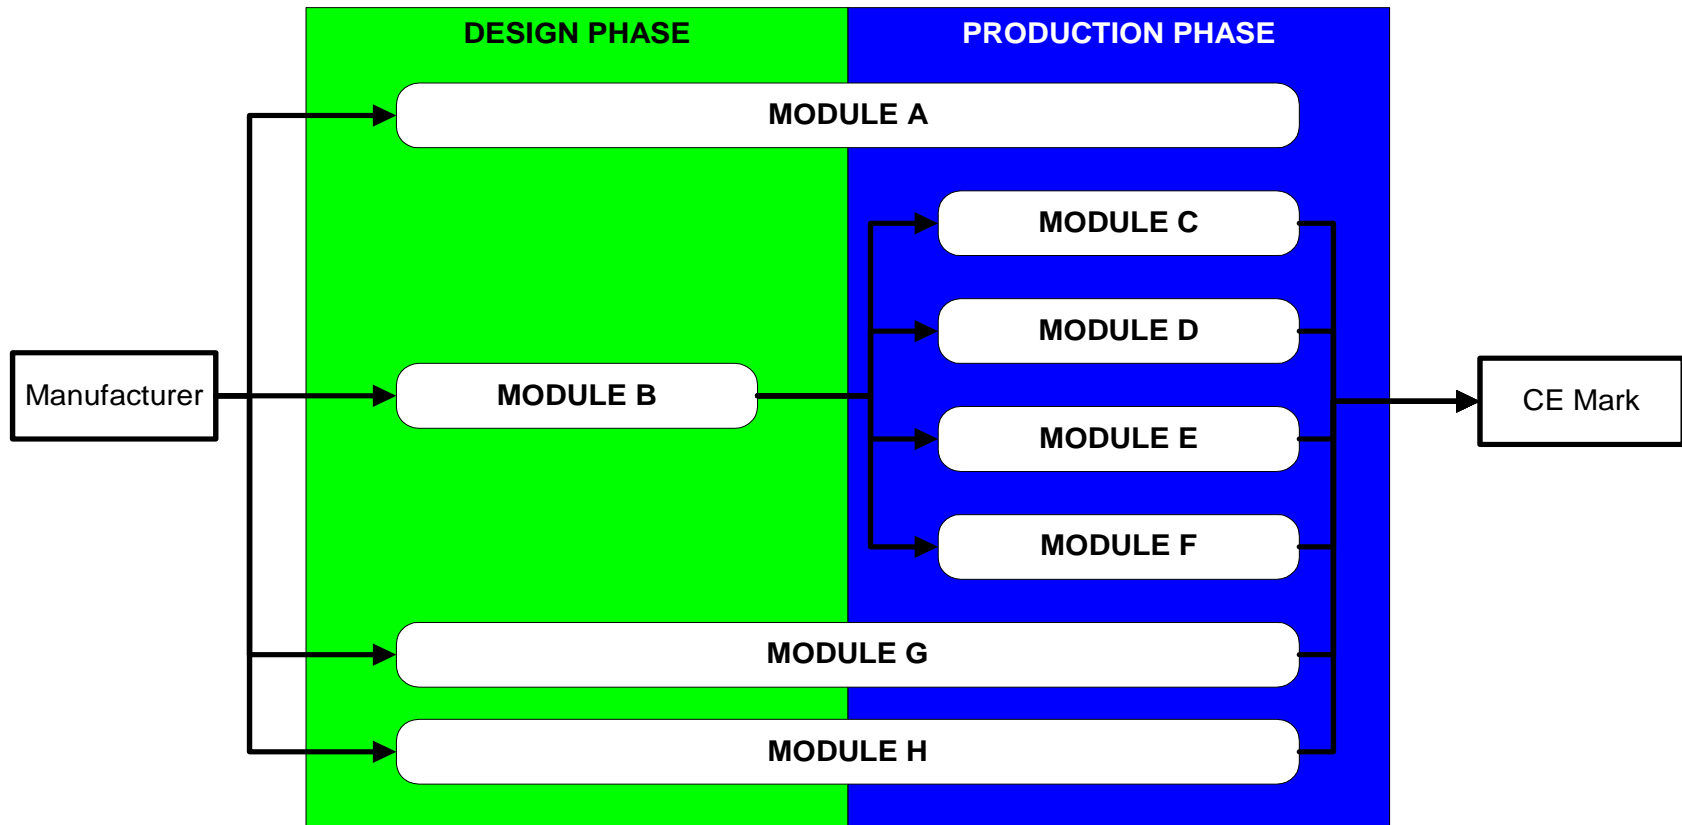 DESIGN PHASE
PRODUCTION PHASE
MODULE A
MODULE C
MODULE D
Manufacturer
MODULE B
CE Mark
MODULE E
MODULE F
MODULE G
MODULE H